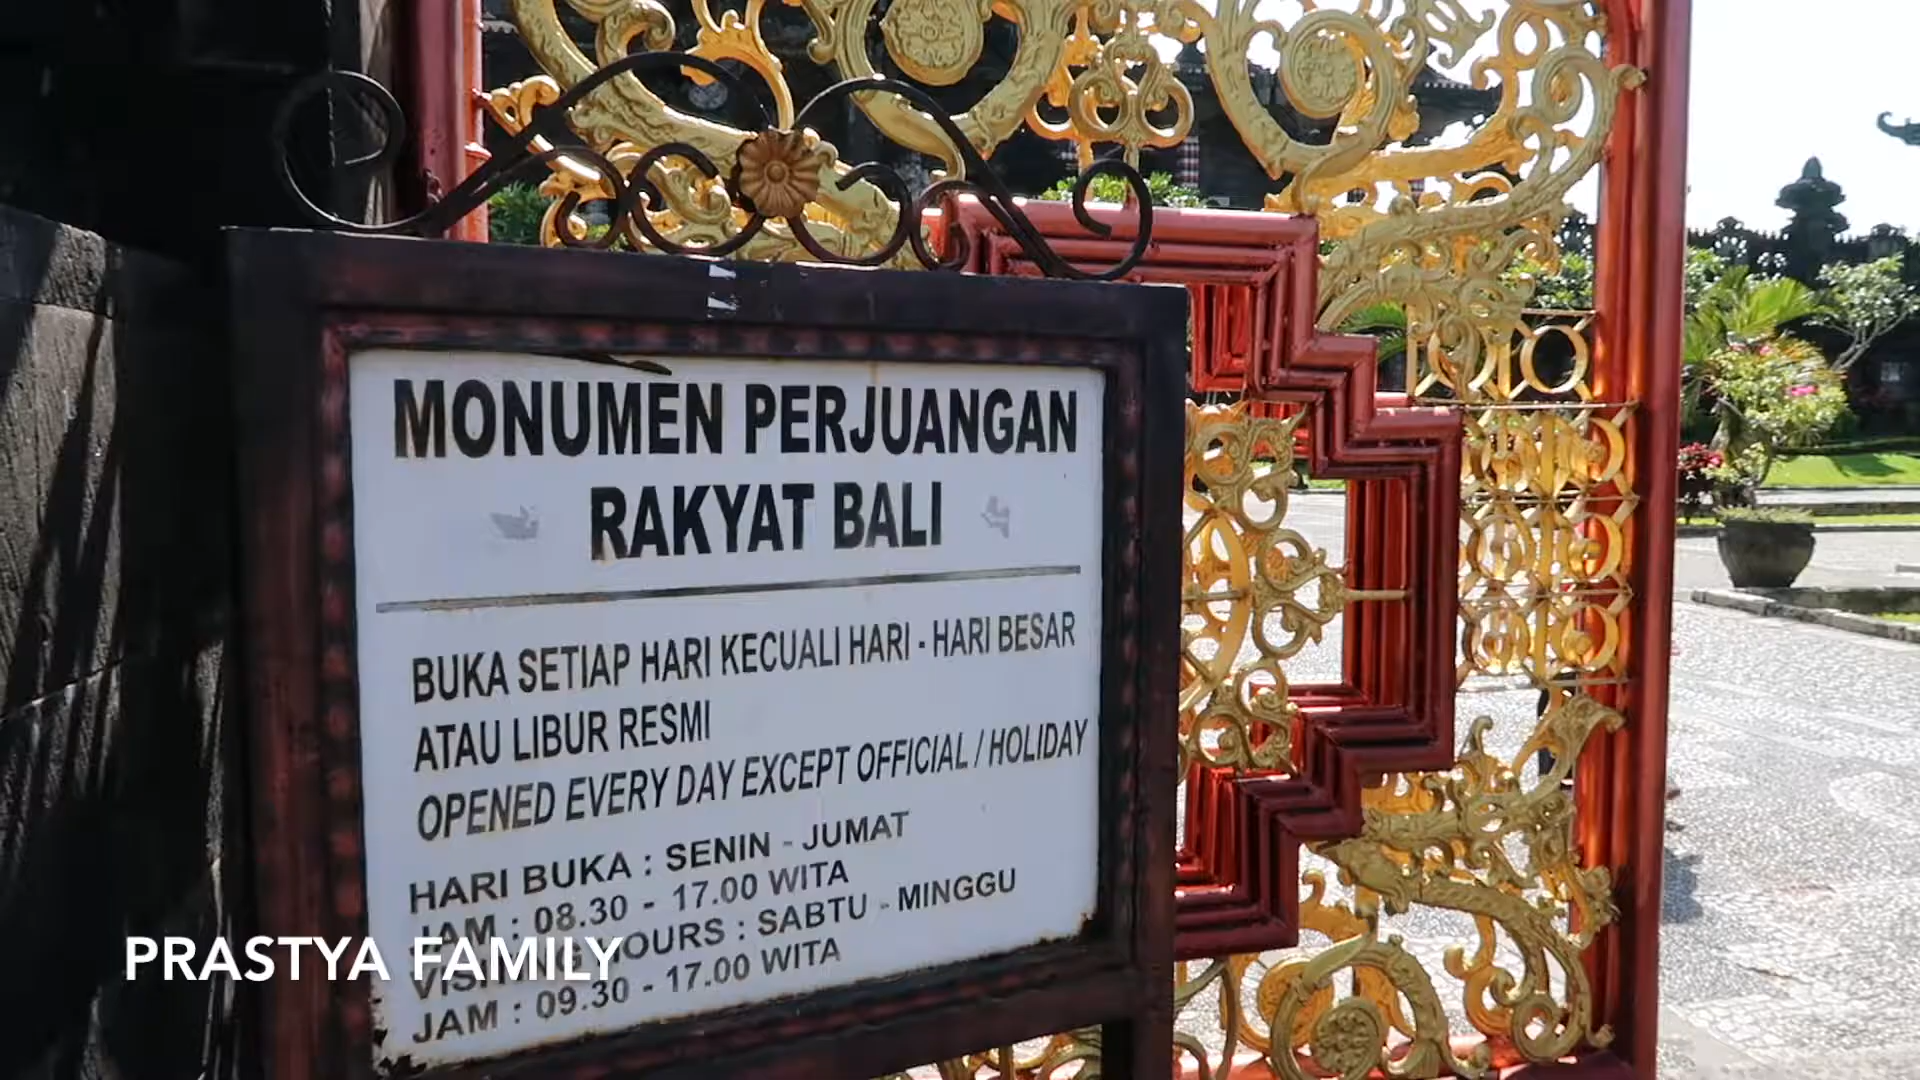 MONUMEN PERJUANGAN
RAKYAT BALI
BUKA SETIAP HARI KECUALI HARI - HARI BESAR
ATAU LIBUR RESMI
OPENED EVERY DAY EXCEPT OFFICIAL / HOLIDAY
HARI BUKA : SENIN - JUMAT
JAM : 08.30 - 17.00 WITA
VISITING HOURS : SABTU - MINGGU
JAM : 09.30 - 17.00 WITA
PRASTYA FAMILY